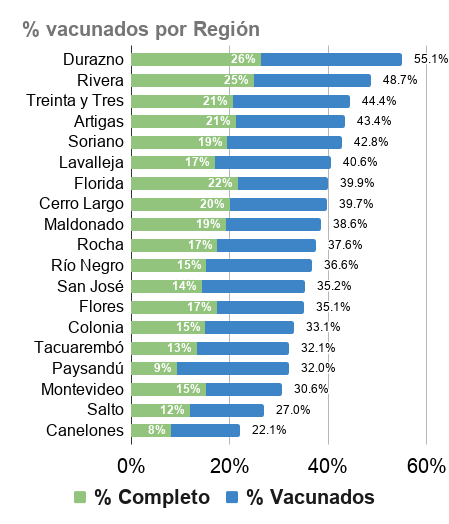 % vacunados por Región
Durazno 26% 55.1%
Rivera 25% 48.7%
Treinta y Tres 21% 44.4%
Artigas 21% 43.4%
Soriano 19% 42.8%
Lavalleja 17% 40.6%
Florida 22% 39.9%
Cerro Largo 20% 39.7%
Maldonado 19% 38.6%
Rocha 17% 37.6%
Río Negro 15% 36.6%
San José 14% 35.2%
Flores 17% 35.1%
Colonia 15% 33.1%
Tacuarembó 13% 32.1%
Paysandú 9% 32.0%
Montevideo 15% 30.6%
Salto 12% 27.0%
Canelones 8% 22.1%
0% 20% 40% 60%
% Completo % Vacunados